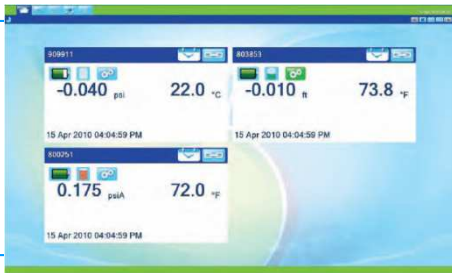 909911
-0.040 psi 22.0 °C
15 Apr 2010 04:04:59 PM
803853
-0.010 ft 73.8 °F
15 Apr 2010 04:04:59 PM
800251
0.175 psiA 72.0 °F
15 Apr 2010 04:04:59 PM